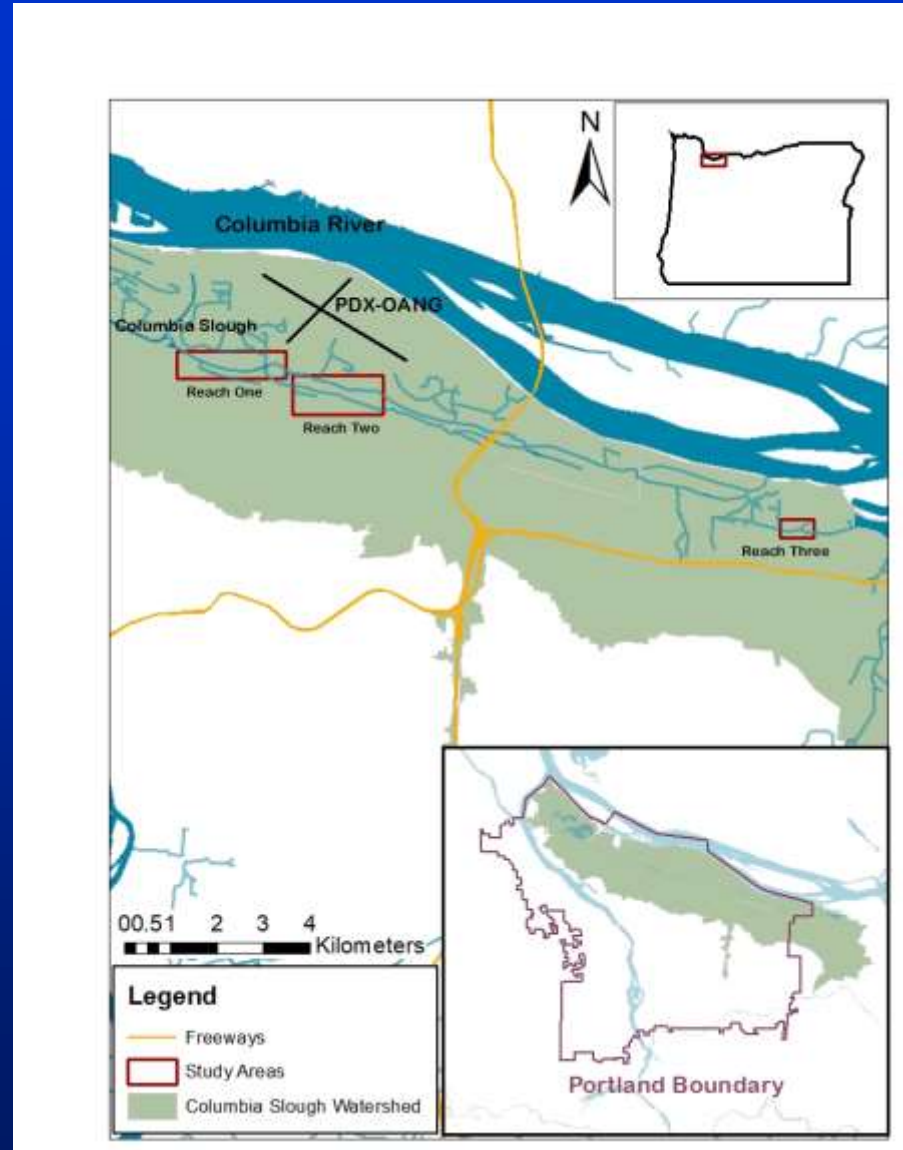 N
Columbia River
PDX-OANG
Columbia Slough
Reach One
Reach Two
Reach Three
00.51 2 3 4
Kilometers
Legend
Freeways
Study Areas
Columbia Slough Watershed
Portland Boundary